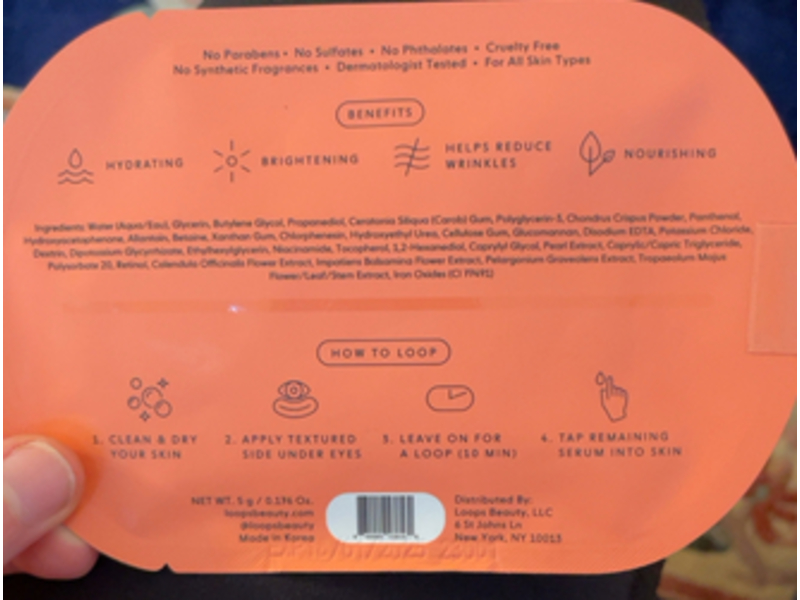 No Parabens • No Sulfates • No Phthalates • Cruelty Free
No Synthetic Fragrances • Dermatologist Tested • For All Skin Types
BENEFITS
HYDRATING
BRIGHTENING
HELPS REDUCE
WRINKLES
NOURISHING
Ingredients: Water (Aqua/Eau), Glycerin, Butylene Glycol, Propanediol, Ceratonia Siliqua (Carob) Gum, Polyglycerin-3, Chondrus Crispus Powder, Panthenol,
Hydroxyacetophenone, Allantoin, Betaine, Xanthan Gum, Chlorphenesin, Hydroxyethyl Urea, Cellulose Gum, Glucomannan, Disodium EDTA, Potassium Chloride,
Dextrin, Dipotassium Glycyrrhizate, Ethylhexylglycerin, Niacinamide, Tocopherol, 1,2-Hexanediol, Caprylyl Glycol, Pearl Extract, Caprylic/Capric Triglyceride,
Polysorbate 20, Retinol, Calendula Officinalis Flower Extract, Impatiens Balsamina Flower Extract, Pelargonium Graveolens Extract, Tropaeolum Majus
Flower/Leaf/Stem Extract, Iron Oxides (CI
HOW TO LOOP
1. CLEAN & DRY
YOUR SKIN
2. APPLY TEXTURED
SIDE UNDER EYES
3. LEAVE ON FOR
A LOOP (10 MIN)
4. TAP REMAINING
SERUM INTO SKIN
NET WT. 5 g / 0.176 Oz.
loopsbeauty.com
@loopsbeauty
Made in Korea
Distributed By:
Loops Beauty, LLC
6 St Johns Ln
New York, NY 10013